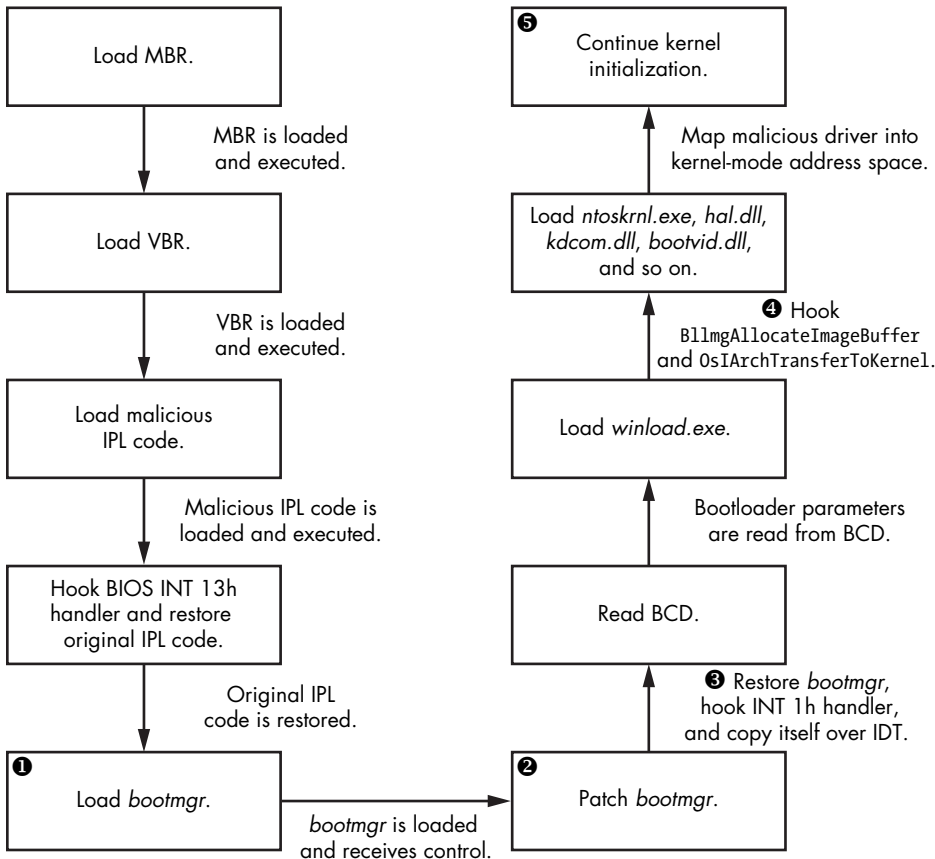 Load MBR.
MBR is loaded
and executed.
Load VBR.
VBR is loaded
and executed.
Load malicious
IPL code.
Malicious IPL code is
loaded and executed.
Hook BIOS INT 13h
handler and restore
original IPL code.
Original IPL
code is restored.
❶
Load bootmgr.
bootmgr is loaded
and receives control.
❷
Patch bootmgr.
❸ Restore bootmgr,
hook INT 1h handler,
and copy itself over IDT.
Read BCD.
Bootloader parameters
are read from BCD.
Load winload.exe.
❹ Hook
BllmgAllocateImageBuffer
and OsIArchTransferToKernel.
Load ntoskrnl.exe, hal.dll,
kdcom.dll, bootvid.dll,
and so on.
Map malicious driver into
kernel-mode address space.
❺
Continue kernel
initialization.